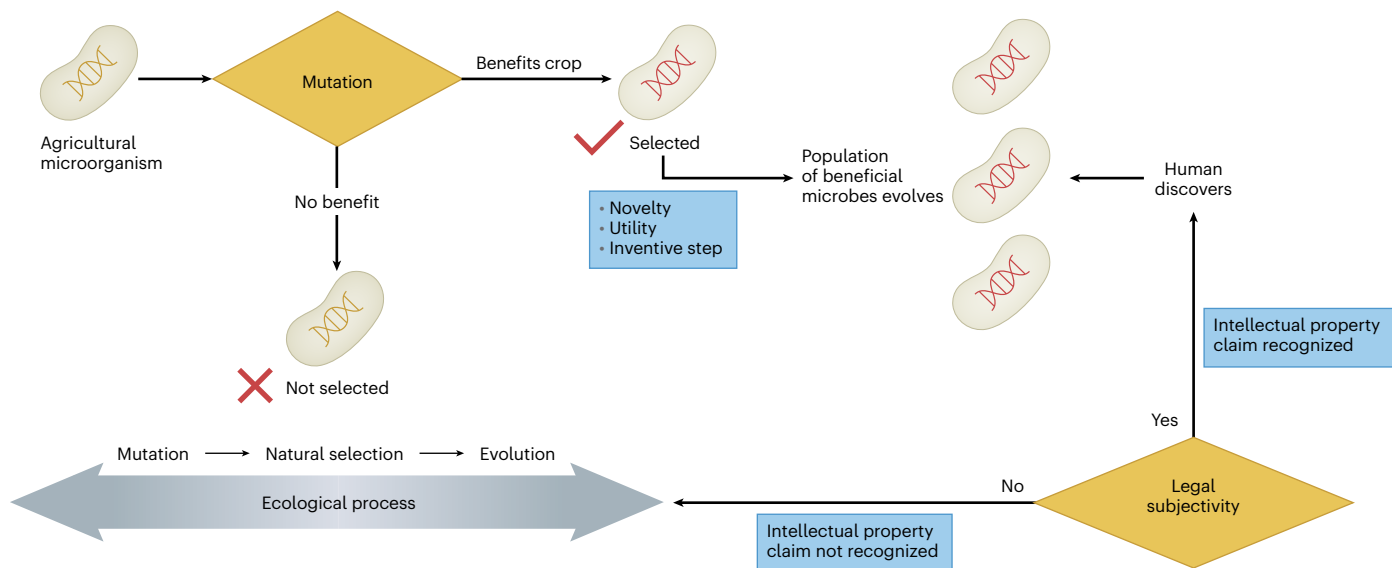 Mutation
Benefits crop
Agricultural
microorganism
No benefit
Not selected
Selected
• Novelty
• Utility
• Inventive step
Population
of beneficial
microbes evolves
Human
discovers
Intellectual property
claim recognized
Yes
Legal
subjectivity
No
Intellectual property
claim not recognized
Mutation Natural selection Evolution
Ecological process